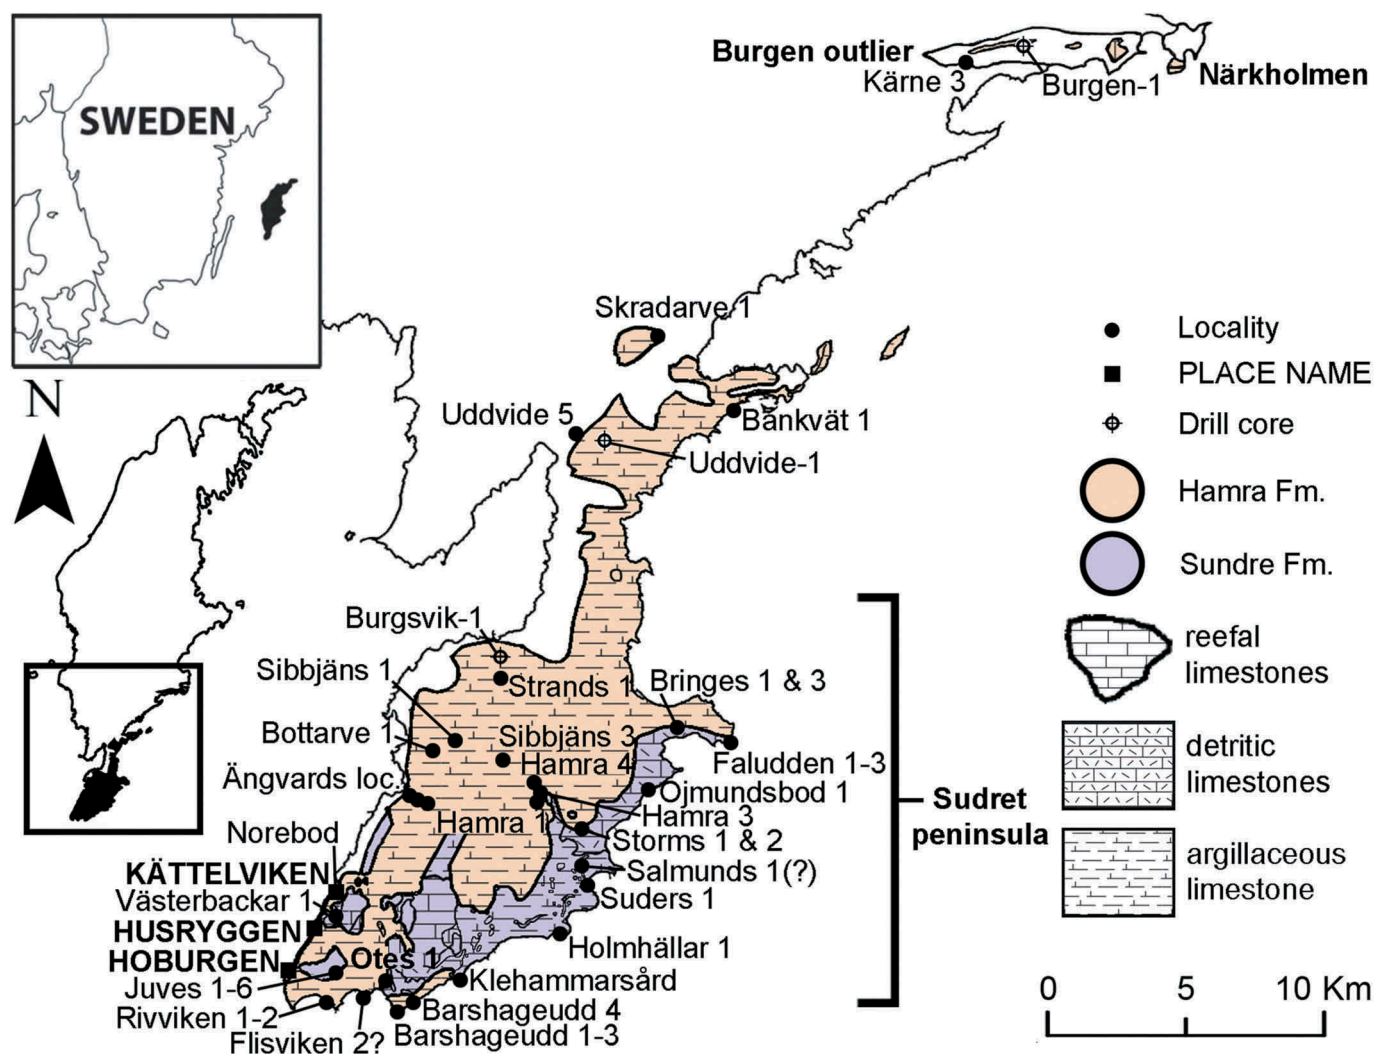 SWEDEN
N
Burgen outlier
Kärne 3
Burgen-1
Närkholmen
Skradarve 1
Uddvide 5
Bankvät 1
Uddvide-1
Locality
PLACE NAME
Drill core
Hamra Fm.
Sundre Fm.
reefal
limestones
detritic
limestones
argillaceous
limestone
Burgsvik-1
Sibbjäns 1
Strands 1
Bringes 1 & 3
Bottarve 1
Sibbjäns 3
Hamra 4
Faludden 1-3
Ängvards loc.
Ojmundsbod 1
Hamra 1
Hamra 3
Sudret
peninsula
Norebod
Storms 1 & 2
KÄTTELVIKEN
Salmunds 1(?)
Västerbackar 1
Suders 1
HUSRYGGEN
Holmhällar 1
HOBURGEN
Otes 1
Juves 1-6
Klehammarsård
Rivviken 1-2
Barshageudd 4
Flisviken 2?
Barshageudd 1-3
0 5 10 Km